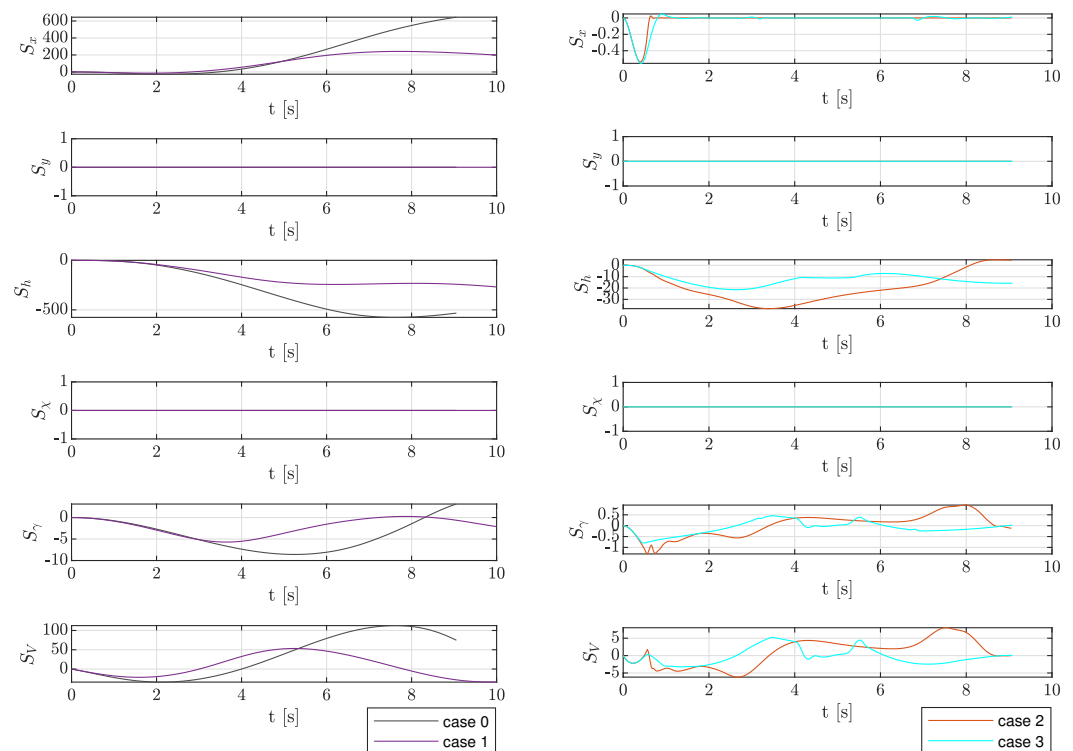 600
400
200
0
S_x
0 2 4 6 8 10
t [s]
1
0
-1
S_y
0 2 4 6 8 10
t [s]
0
-500
S_h
0 2 4 6 8 10
t [s]
1
0
-1
S_χ
0 2 4 6 8 10
t [s]
0
-5
-10
S_γ
0 2 4 6 8 10
t [s]
100
50
0
S_V
0 2 4 6 8 10
t [s]
case 0
case 1
0
-0.2
-0.4
S_x
0 2 4 6 8 10
t [s]
1
0
-1
S_y
0 2 4 6 8 10
t [s]
0
-10
-20
-30
S_h
0 2 4 6 8 10
t [s]
1
0
-1
S_χ
0 2 4 6 8 10
t [s]
0.5
0
-0.5
-1
S_γ
0 2 4 6 8 10
t [s]
5
0
-5
S_V
0 2 4 6 8 10
t [s]
case 2
case 3